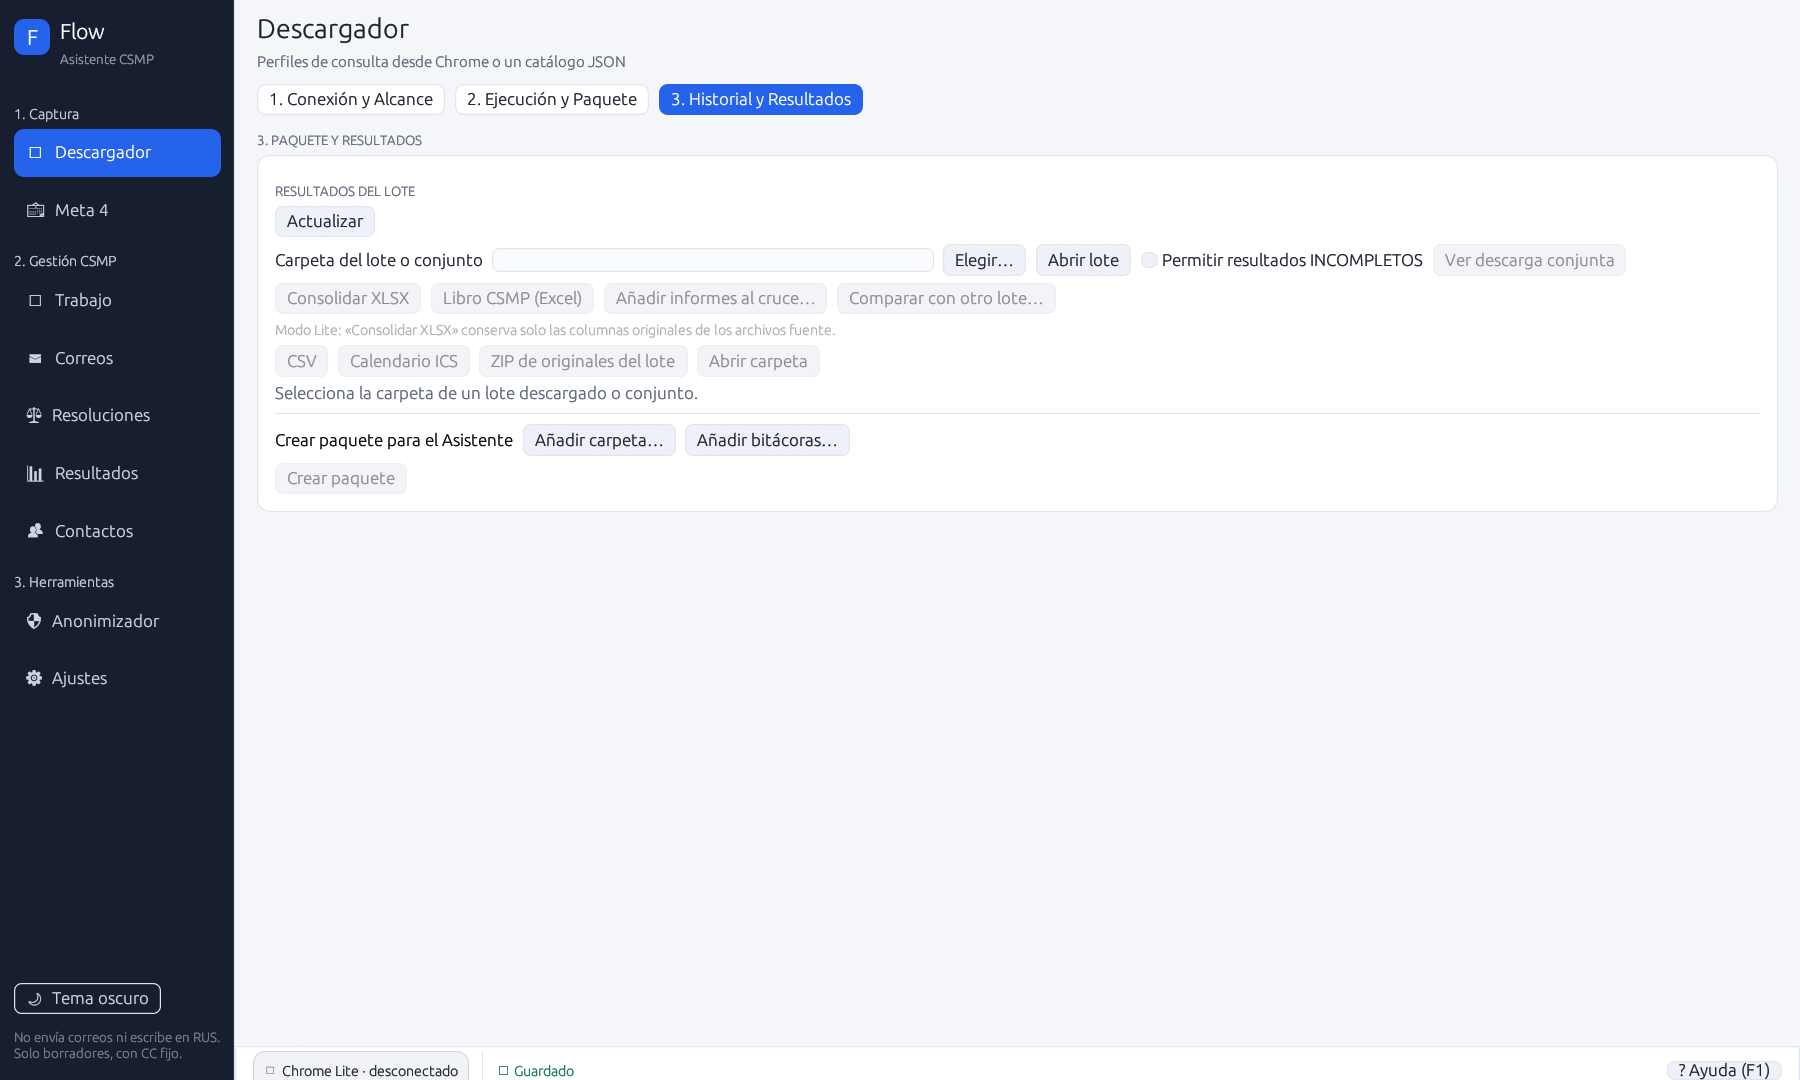 F
Flow
Asistente CSMP
1. Captura
Descargador
Meta 4
2. Gestión CSMP
Trabajo
Correos
Resoluciones
Resultados
Contactos
3. Herramientas
Anonimizador
Ajustes
Tema oscuro
No envía correos ni escribe en RUS.
Solo borradores, con CC fijo.
Descargador
Perfiles de consulta desde Chrome o un catálogo JSON
1. Conexión y Alcance 2. Ejecución y Paquete 3. Historial y Resultados
3. PAQUETE Y RESULTADOS
RESULTADOS DEL LOTE
Actualizar
Carpeta del lote o conjunto Elegir… Abrir lote Permitir resultados INCOMPLETOS Ver descarga conjunta
Consolidar XLSX Libro CSMP (Excel) Añadir informes al cruce… Comparar con otro lote…
Modo Lite: «Consolidar XLSX» conserva solo las columnas originales de los archivos fuente.
CSV Calendario ICS ZIP de originales del lote Abrir carpeta
Selecciona la carpeta de un lote descargado o conjunto.
Crear paquete para el Asistente Añadir carpeta… Añadir bitácoras…
Crear paquete
Chrome Lite · desconectado Guardado ? Ayuda (F1)